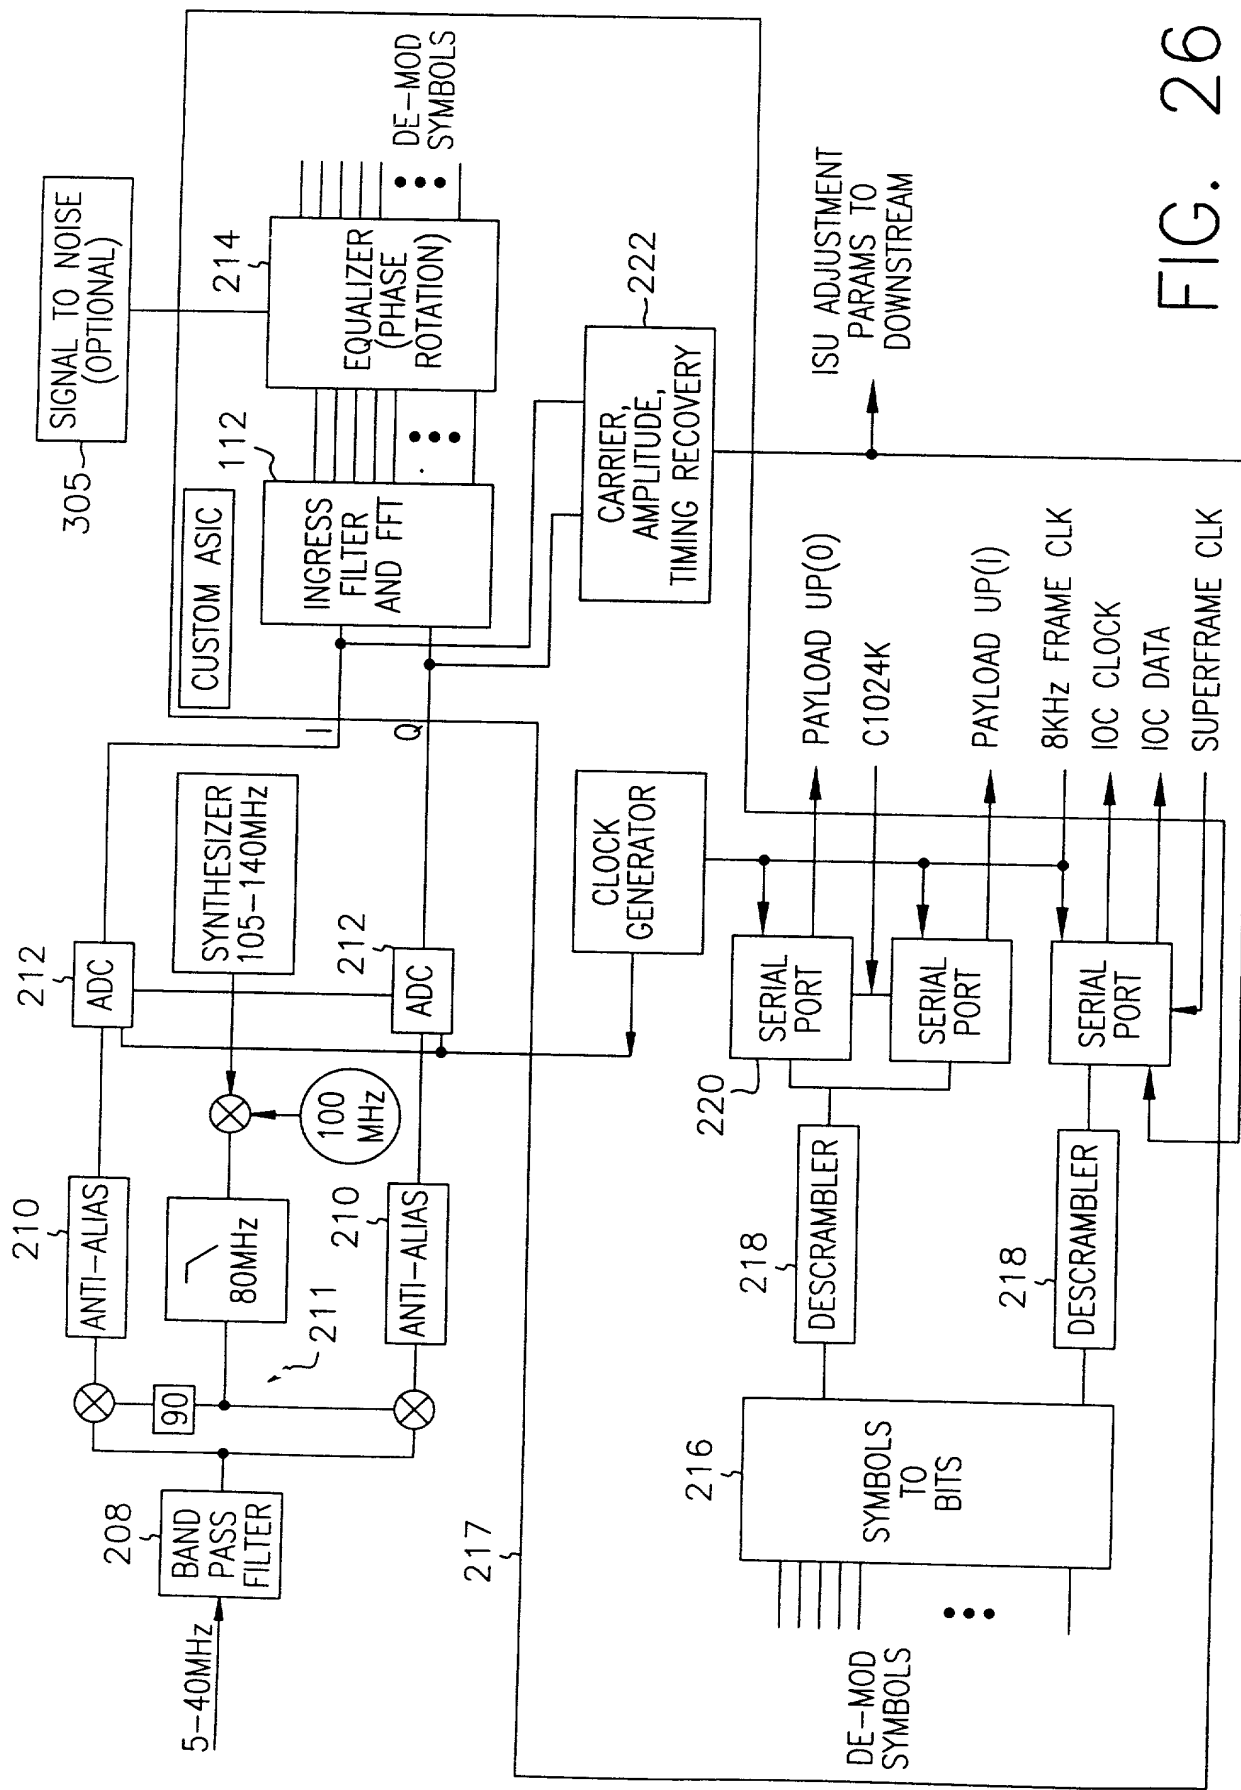 5-40MHz
208
BAND
PASS
FILTER
90
211
210
ANTI-ALIAS
80MHz
210
ANTI-ALIAS
100
MHz
SYNTHESIZER
105-140MHz
212
ADC
212
ADC
I
Q
CUSTOM ASIC
305
SIGNAL TO NOISE
(OPTIONAL)
112
INGRESS
FILTER
AND FFT
214
EQUALIZER
(PHASE
ROTATION)
DE-MOD
SYMBOLS
222
CARRIER,
AMPLITUDE,
TIMING RECOVERY
ISU ADJUSTMENT
PARAMS TO
DOWNSTREAM
217
CLOCK
GENERATOR
DE-MOD
SYMBOLS
216
SYMBOLS
TO
BITS
218
DESCRAMBLER
218
DESCRAMBLER
220
SERIAL
PORT
SERIAL
PORT
SERIAL
PORT
PAYLOAD UP(0)
C1024K
PAYLOAD UP(1)
8KHz FRAME CLK
IOC CLOCK
IOC DATA
SUPERFRAME CLK
FIG. 26